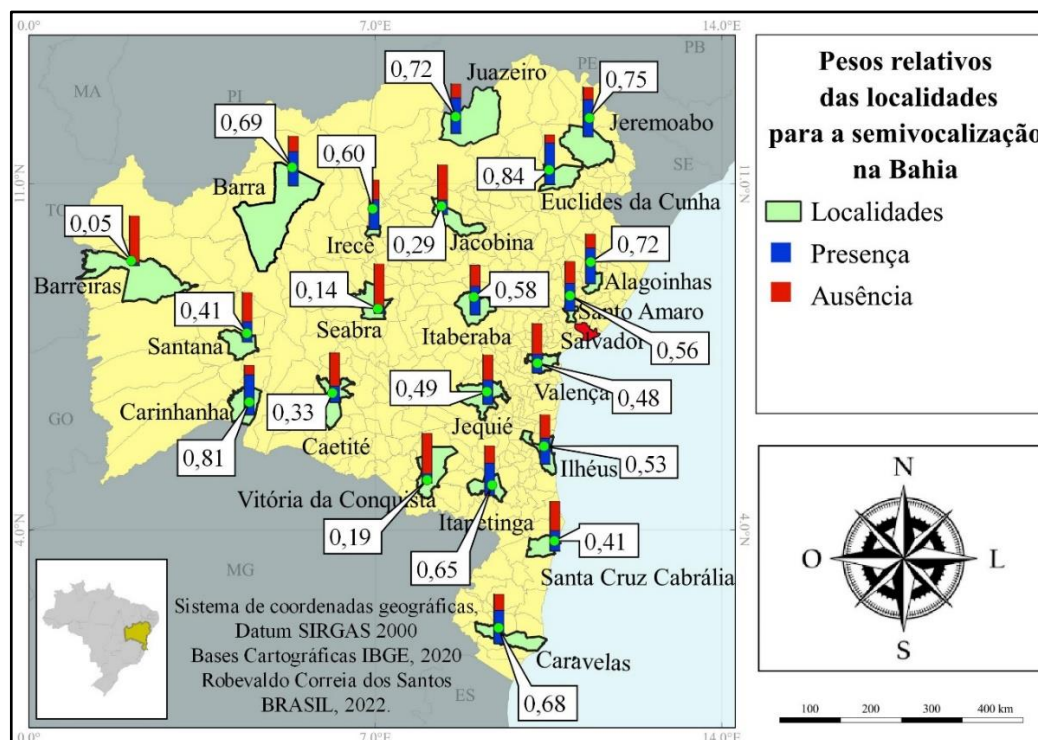 0.0°
7.0°E
14.0°E
PB
PE
MA
PI
Juazeiro
0,72
0,75
Jeremoabo
0,69
SE
0,60
0,84
11.0°N
11.0°N
Barra
Euclides da Cunha
TO
0,05
Irecê
0,29
Jacobina
0,72
Barreiras
Alagoinhas
0,14
0,58
Santo Amaro
0,41
Seabra
Itaberaba
Salvador
0,56
Santana
Valença
0,48
Carinhanha
0,33
0,49
GO
Caetité
Jequié
Ilhéus
0,53
0,81
Vitória da Conquista
Itapetinga
0,19
0,65
4.0°N
4.0°N
0,41
MG
Santa Cruz Cabrália
Caravelas
0,68
ES
Sistema de coordenadas geográficas,
Datum SIRGAS 2000
Bases Cartográficas IBGE, 2020
Robevaldo Correia dos Santos
BRASIL, 2022.
7.0°E
14.0°E
Pesos relativos
das localidades
para a semivocalização
na Bahia
Localidades
Presença
Ausência
N
O
L
S
100
200
300
400 km